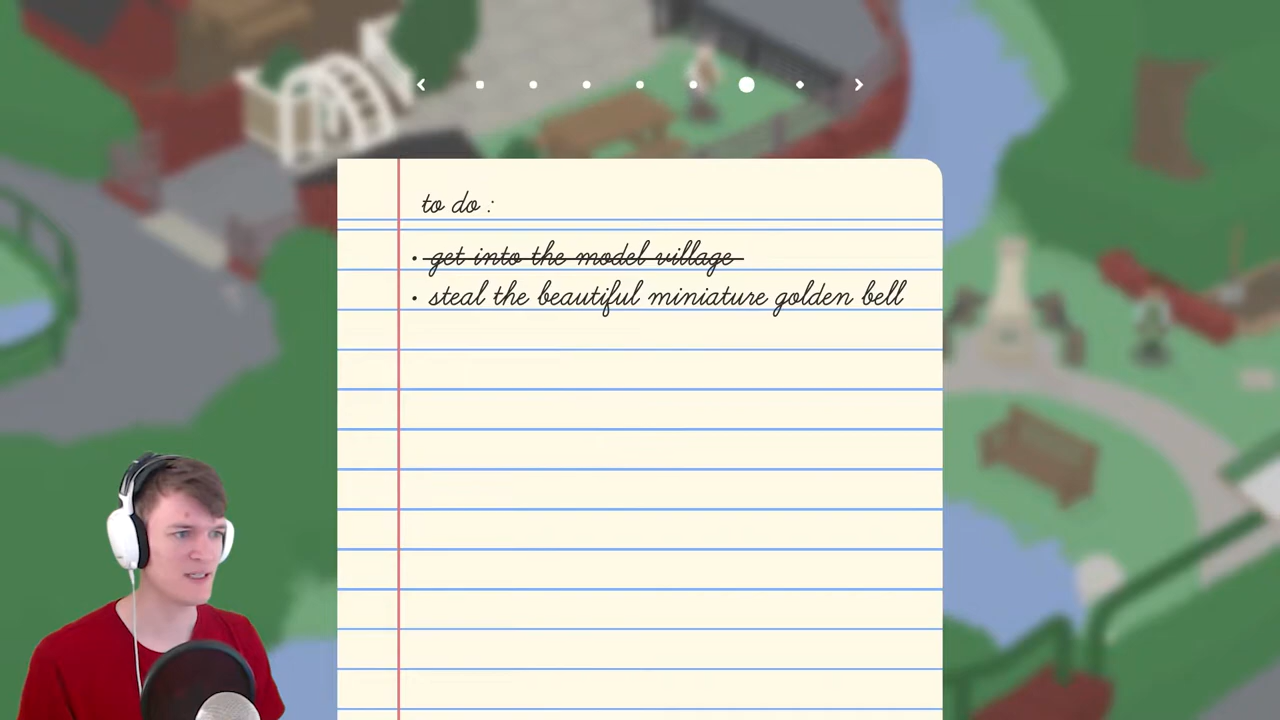 to do :
• get into the model village
• steal the beautiful miniature golden bell